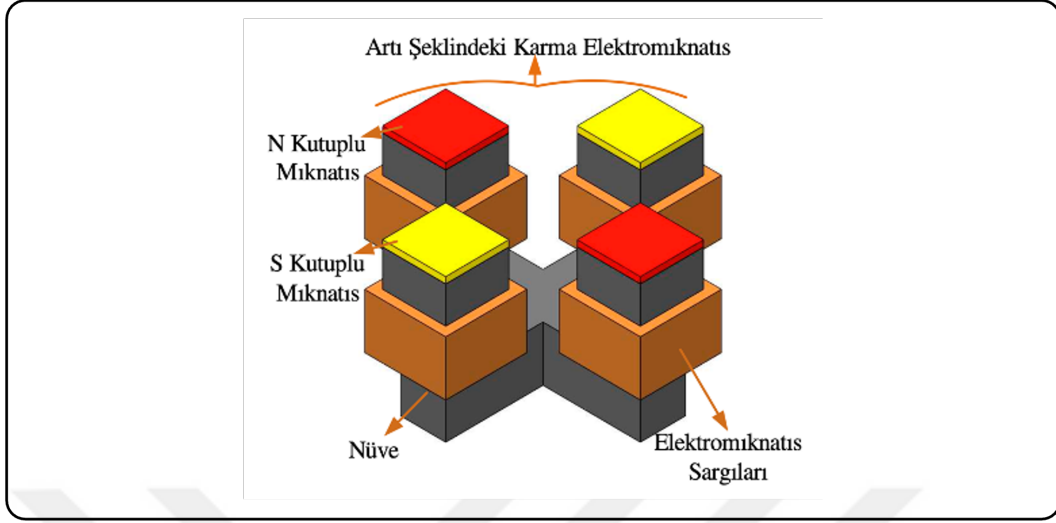 Artı Şeklindeki Karma Elektromıknatıs
N Kutuplu
Mıknatıs
S Kutuplu
Mıknatıs
Nüve
Elektromıknatıs
Sargıları